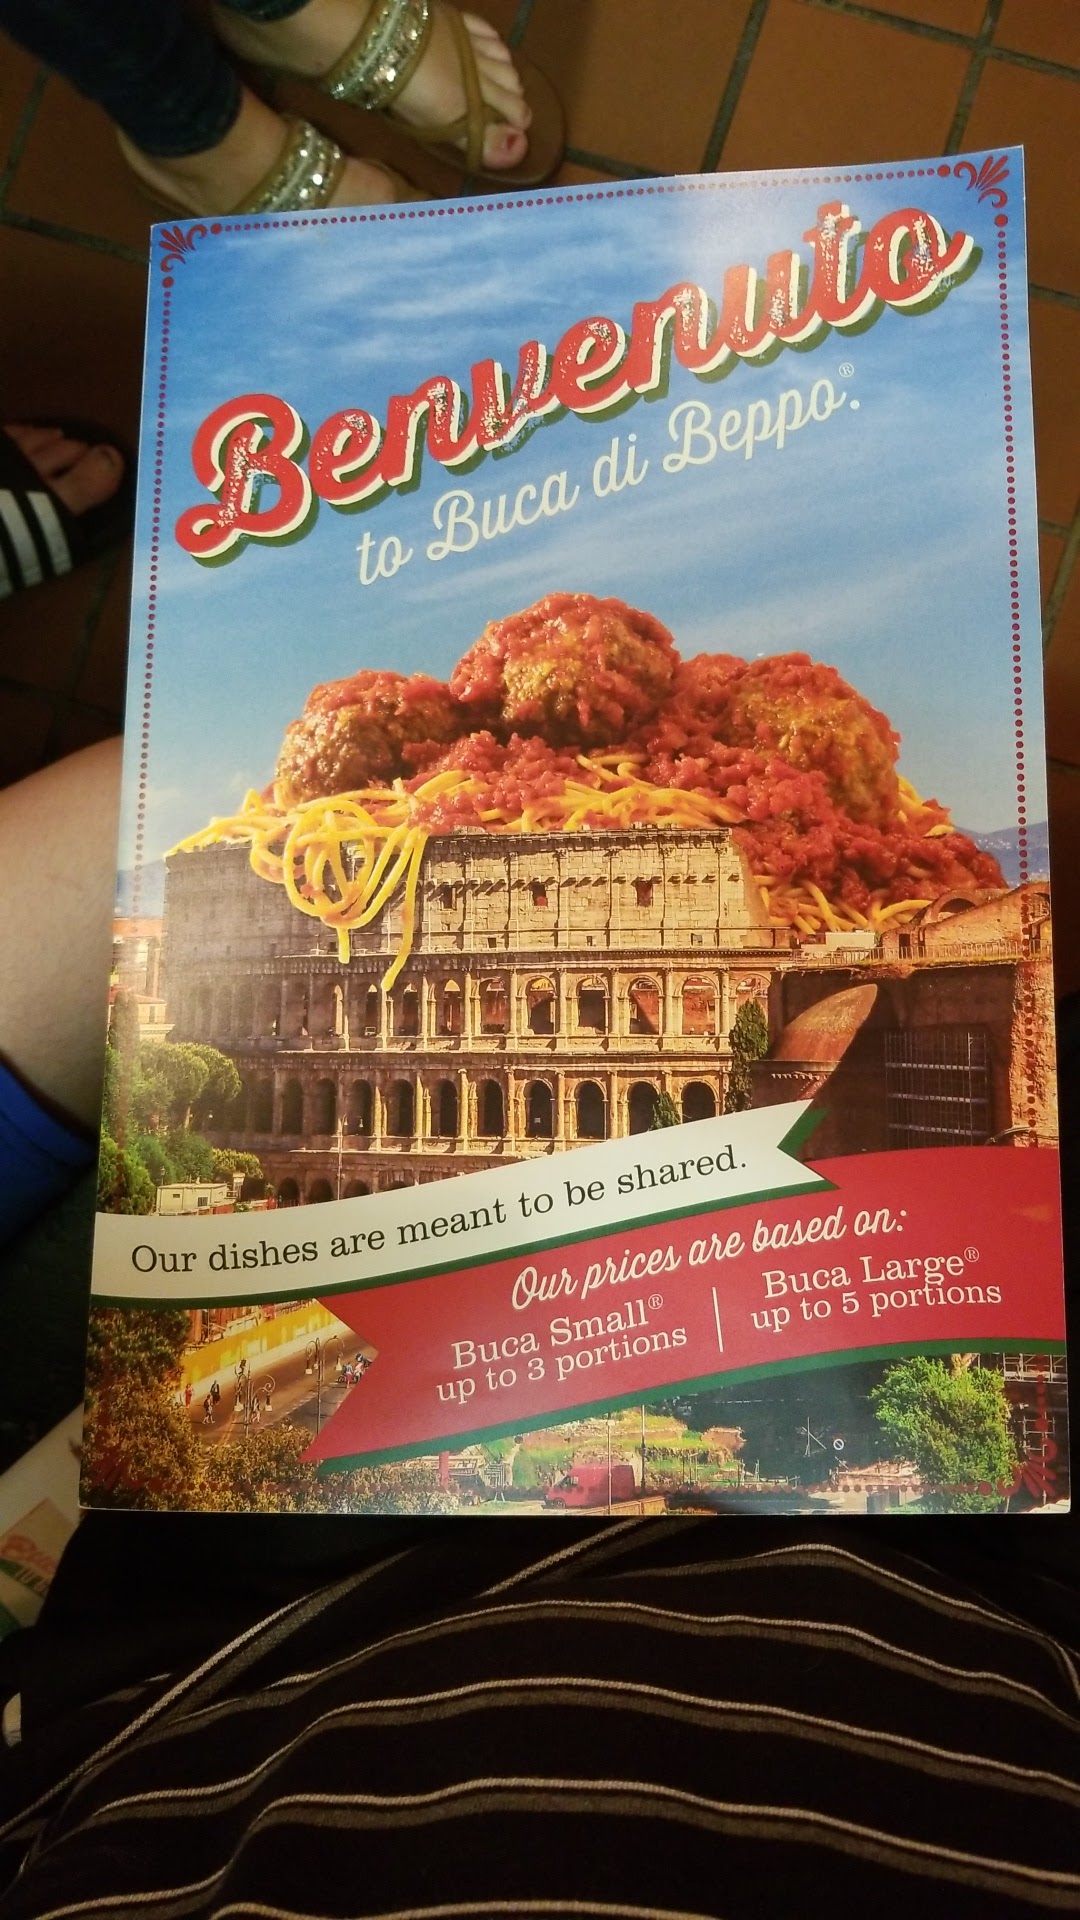 Benvenuto
to Buca di Beppo®.
Our dishes are meant to be shared.
Our prices are based on:
Buca Small®
up to 3 portions
Buca Large®
up to 5 portions